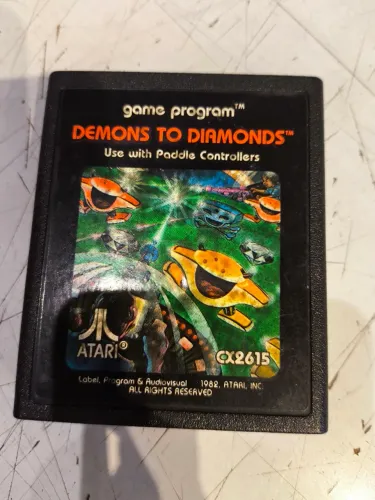 game program™
DEMONS TO DIAMONDS™
Use with Paddle Controllers
ATARI®
CX2615
Label, Program & Audiovisual 1982, ATARI, INC.
ALL RIGHTS RESERVED